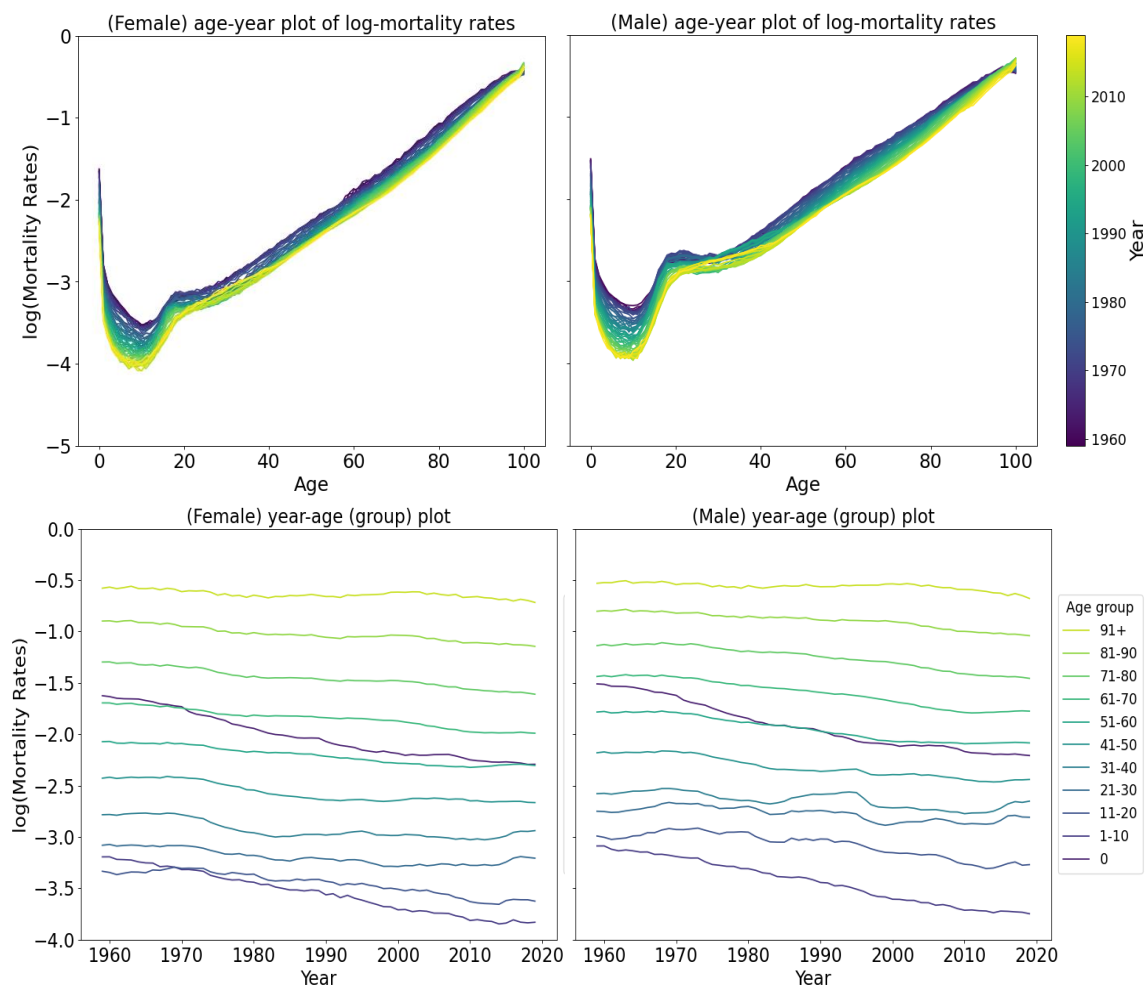 (Female) age-year plot of log-mortality rates
(Male) age-year plot of log-mortality rates
log(Mortality Rates)
0
−1
−2
−3
−4
−5
0 20 40 60 80 100
Age
0 20 40 60 80 100
Age
2010
2000
1990
1980
1970
1960
Year
(Female) year-age (group) plot
(Male) year-age (group) plot
log(Mortality Rates)
0.0
−0.5
−1.0
−1.5
−2.0
−2.5
−3.0
−3.5
−4.0
1960 1970 1980 1990 2000 2010 2020
Year
1960 1970 1980 1990 2000 2010 2020
Year
Age group
91+
81-90
71-80
61-70
51-60
41-50
31-40
21-30
11-20
1-10
0